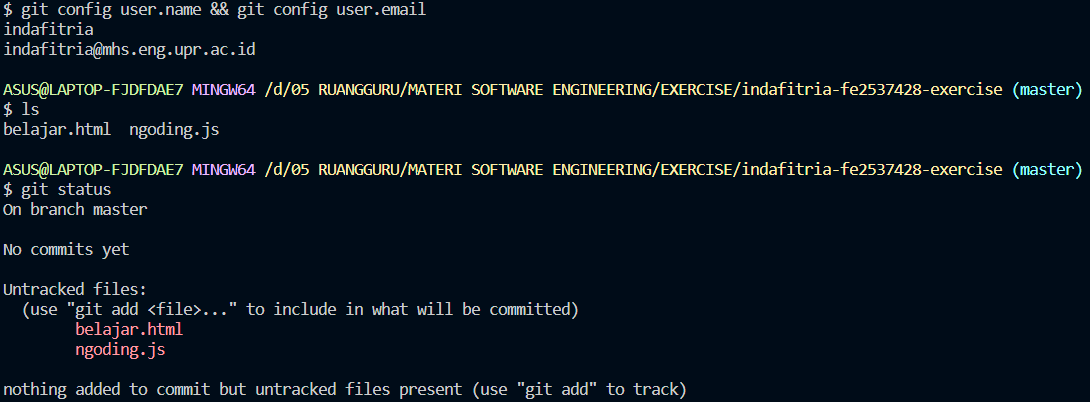 $ git config user.name && git config user.email
indafitria
indafitria@mhs.eng.upr.ac.id
ASUS@LAPTOP-FJDFDAE7 MINGW64 /d/05 RUANGGURU/MATERI SOFTWARE ENGINEERING/EXERCISE/indafitria-fe2537428-exercise (master)
$ ls
belajar.html  ngoding.js
ASUS@LAPTOP-FJDFDAE7 MINGW64 /d/05 RUANGGURU/MATERI SOFTWARE ENGINEERING/EXERCISE/indafitria-fe2537428-exercise (master)
$ git status
On branch master
No commits yet
Untracked files:
  (use "git add <file>..." to include in what will be committed)
        belajar.html
        ngoding.js
nothing added to commit but untracked files present (use "git add" to track)